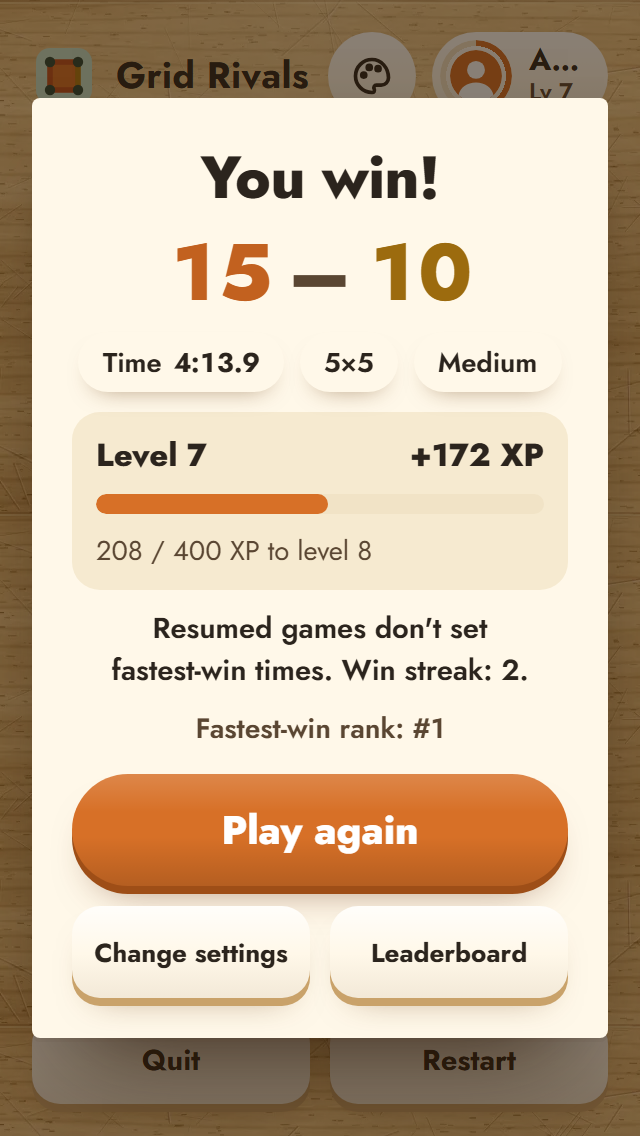 Grid Rivals
A...
Lv 7
You win!
15 – 10
Time 4:13.9
5×5
Medium
Level 7
+172 XP
208 / 400 XP to level 8
Resumed games don't set
fastest-win times. Win streak: 2.
Fastest-win rank: #1
Play again
Change settings
Leaderboard
Quit
Restart